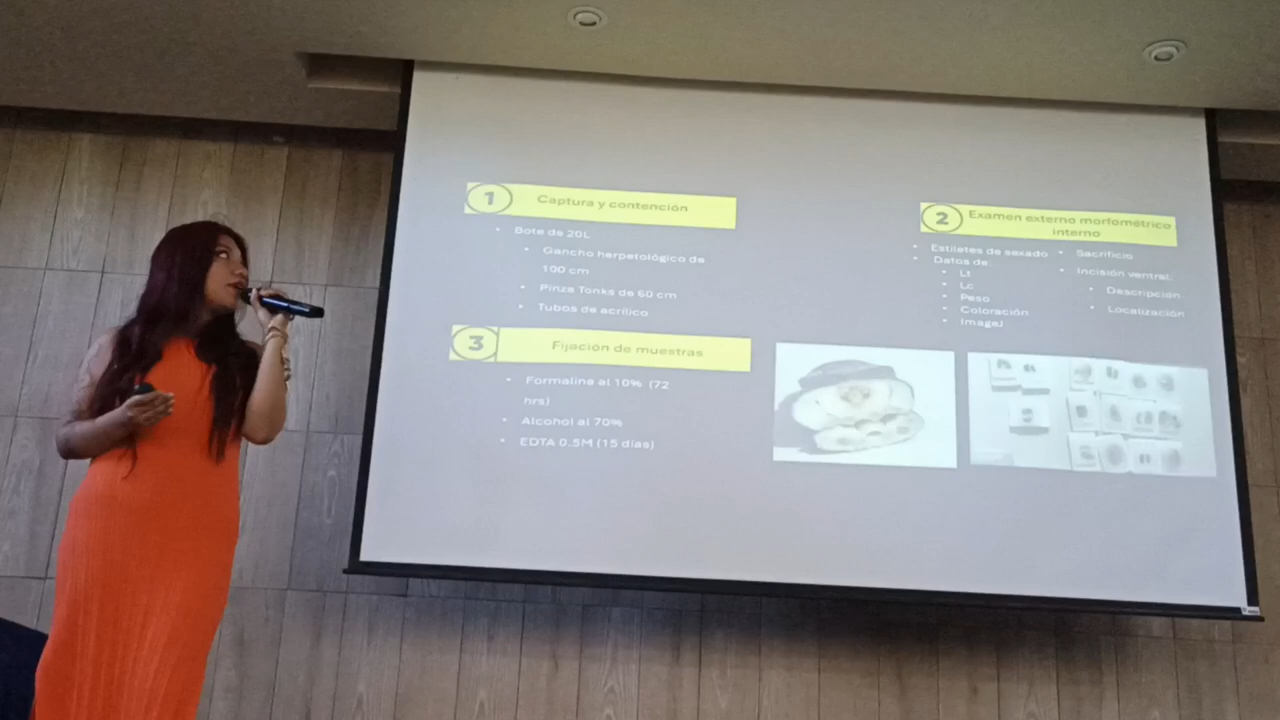 1 Captura y contención
• Bote de 20L
• Gancho herpetológico de
100 cm
• Pinza Tonks de 60 cm
• Tubos de acrílico
2 Examen externo morfométrico
interno
• Estiletes de sexado
• Datos de:
• Lt
• Lc
• Peso
• Coloración
• ImageJ
• Sacrificio
• Incisión ventral:
• Descripción
• Localización
3 Fijación de muestras
• Formalina al 10% (72
hrs)
• Alcohol al 70%
• EDTA 0.5M (15 días)